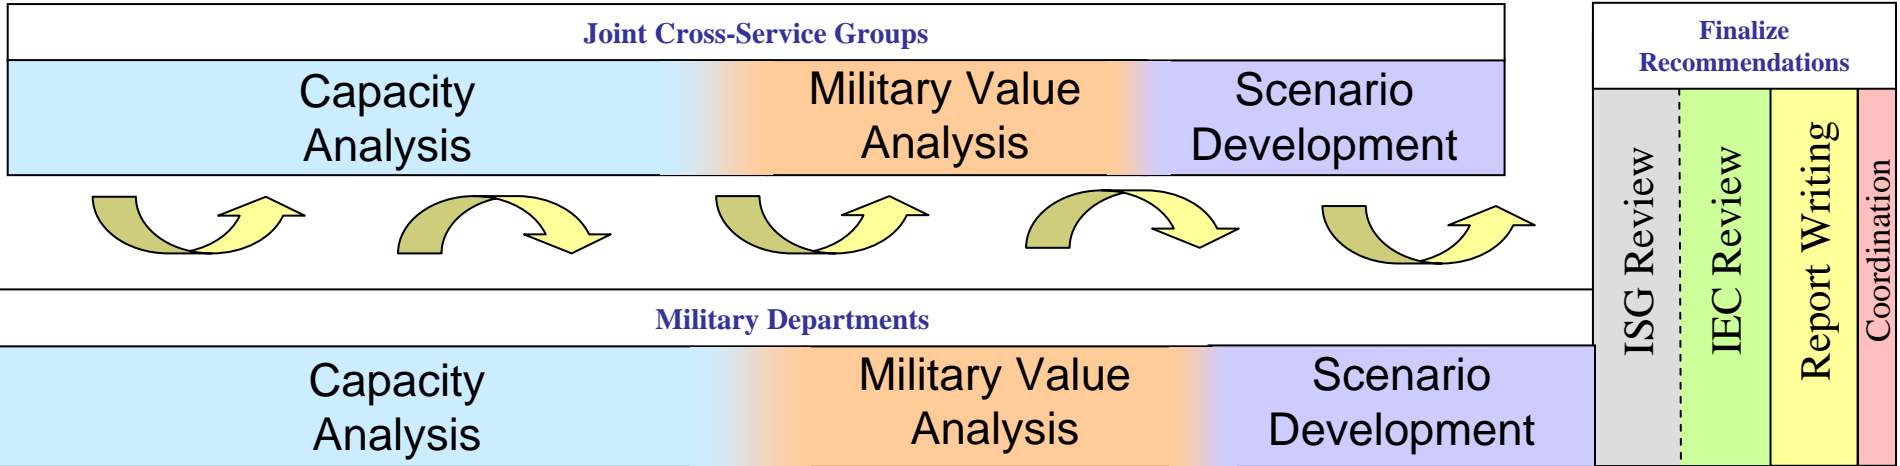 Joint Cross-Service Groups
Capacity
Analysis
Military Value
Analysis
Scenario
Development
Military Departments
Capacity
Analysis
Military Value
Analysis
Scenario
Development
Finalize
Recommendations
ISG Review
IEC Review
Report Writing
Coordination